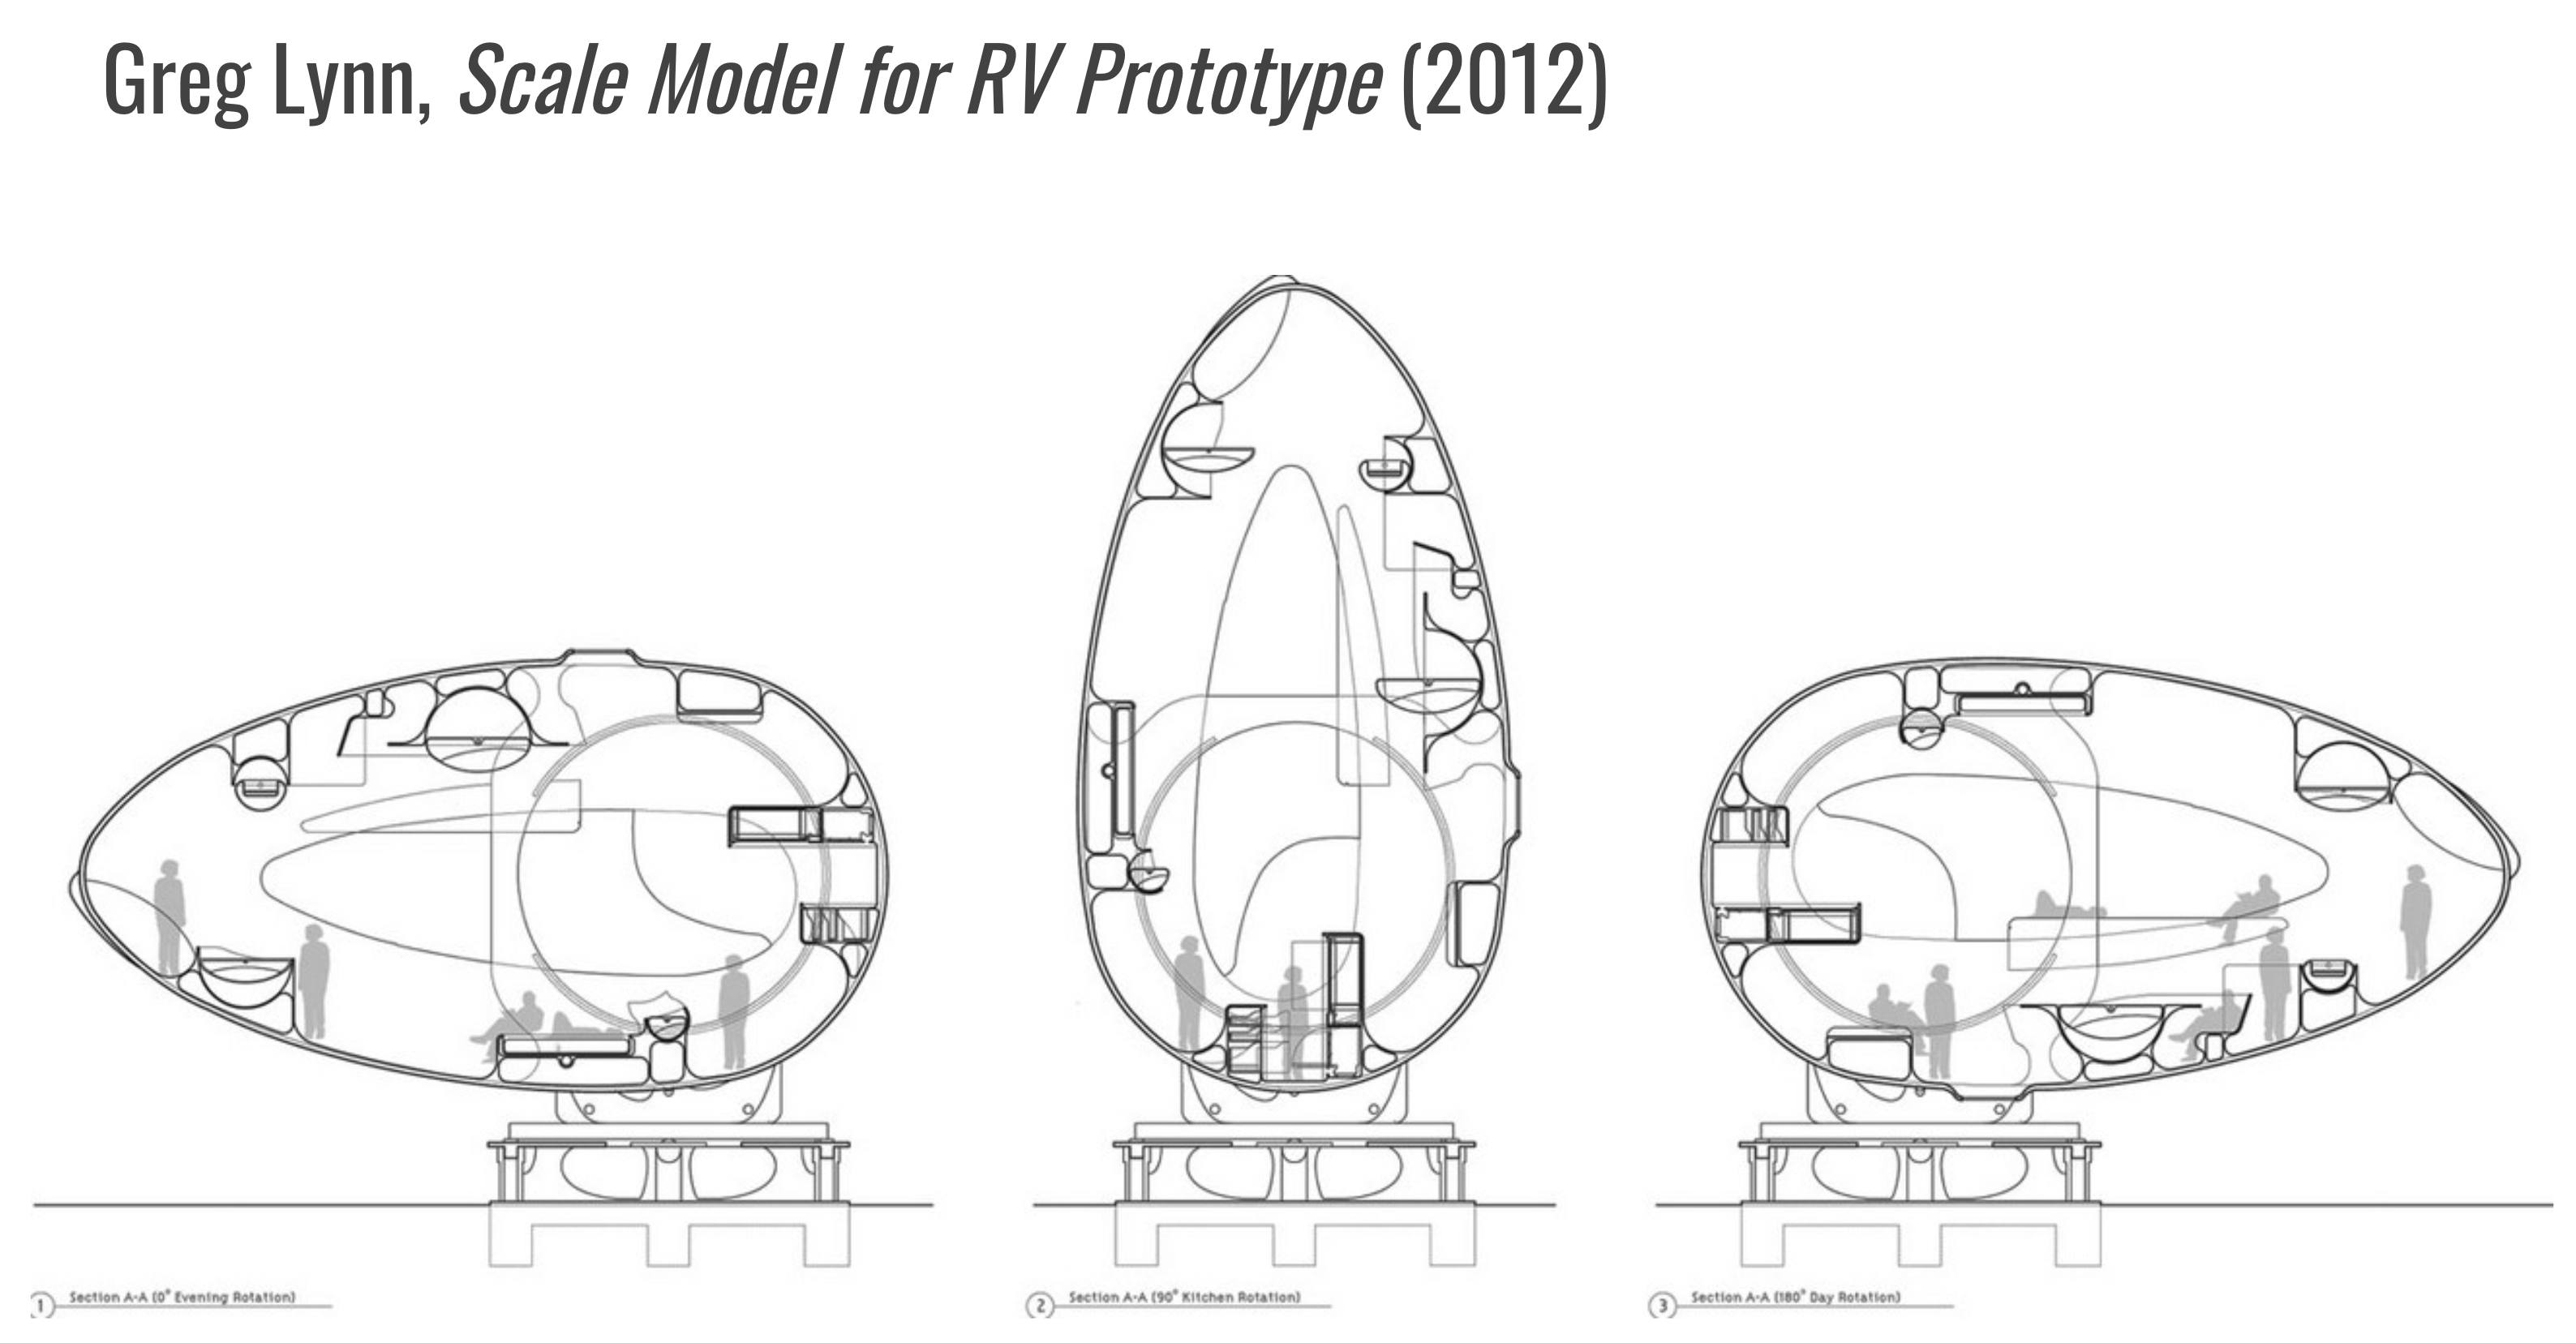 Greg Lynn, Scale Model for RV Prototype (2012)
1 Section A-A (0° Evening Rotation)
2 Section A-A (90° Kitchen Rotation)
3 Section A-A (180° Day Rotation)